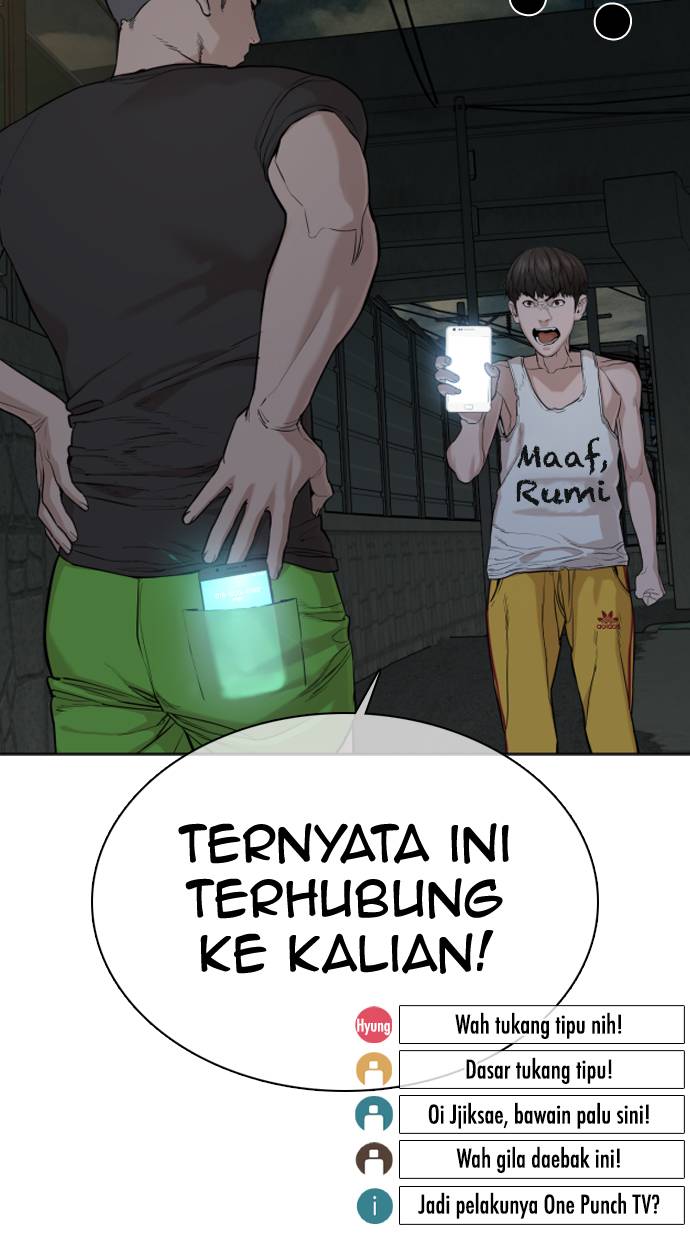 Maaf,
Rumi
adidas
TERNYATA INI
TERHUBUNG
KE KALIAN!
Hyung
Wah tukang tipu nih!
Dasar tukang tipu!
Oi Jjiksae, bawain palu sini!
Wah gila daebak ini!
i
Jadi pelakunya One Punch TV?